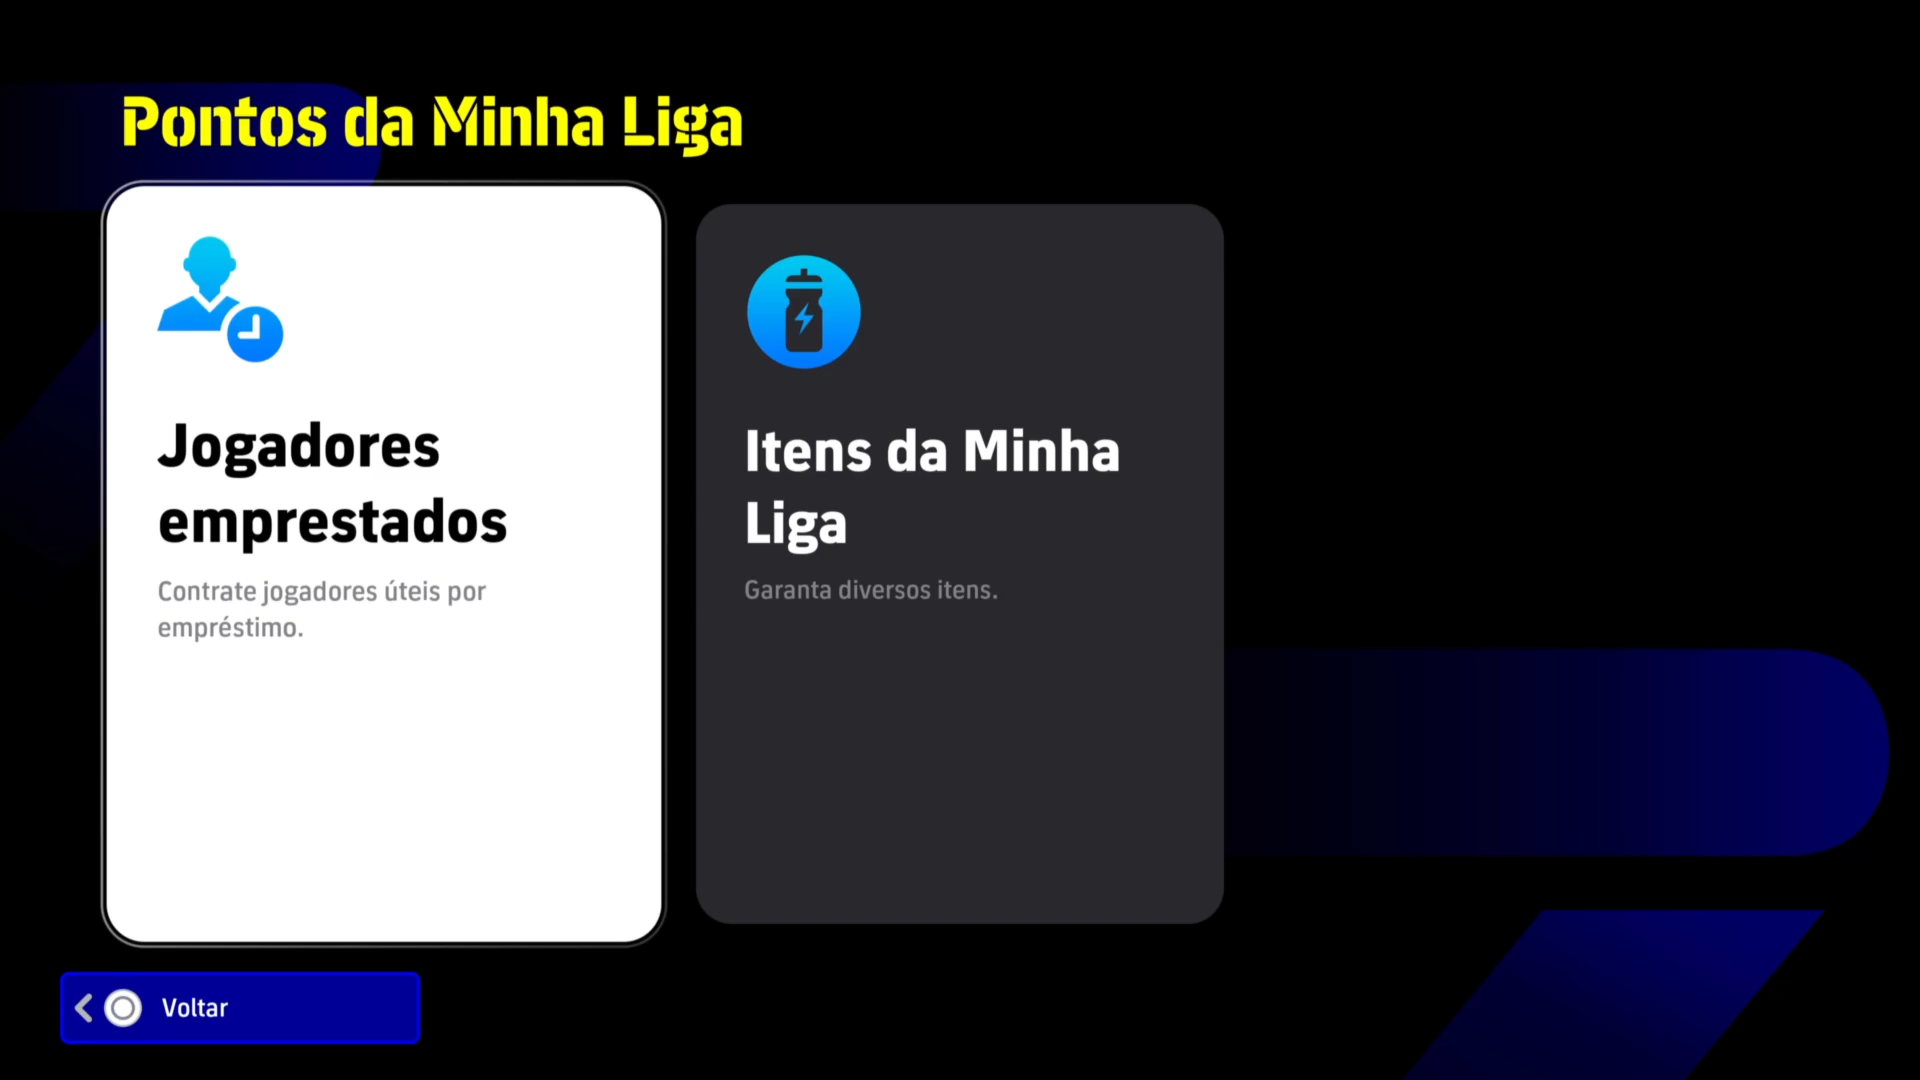 Pontos da Minha Liga
Jogadores
emprestados
Contrate jogadores úteis por
empréstimo.
Itens da Minha
Liga
Garanta diversos itens.
Voltar